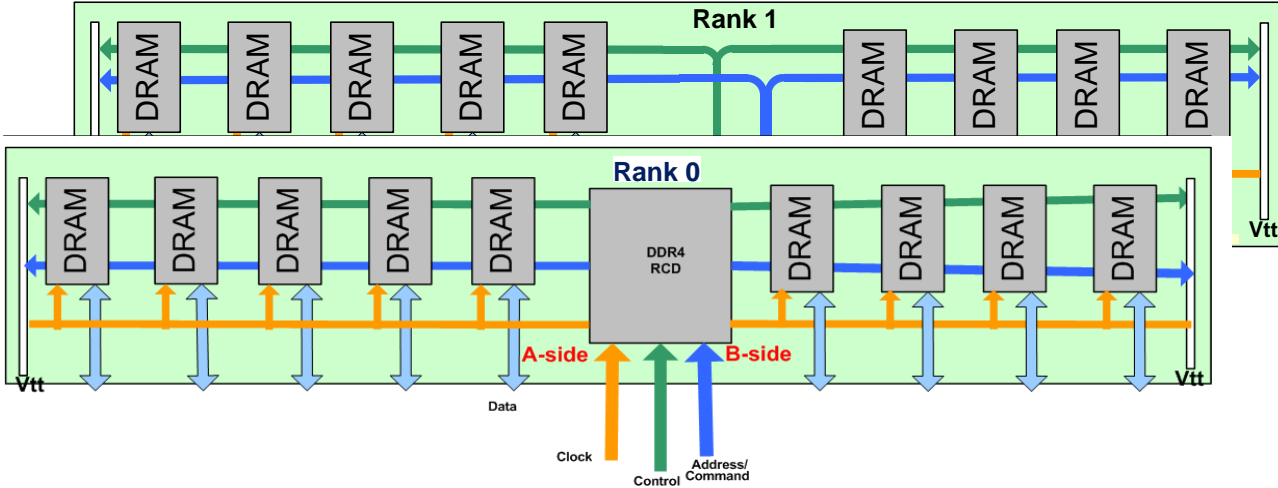 Rank 1
DRAM
DRAM
DRAM
DRAM
DRAM
DRAM
DRAM
DRAM
DRAM
Vtt
Rank 0
DRAM
DRAM
DRAM
DRAM
DRAM
DDR4
RCD
DRAM
DRAM
DRAM
DRAM
A-side
B-side
Vtt
Vtt
Data
Clock
Control
Address/
Command